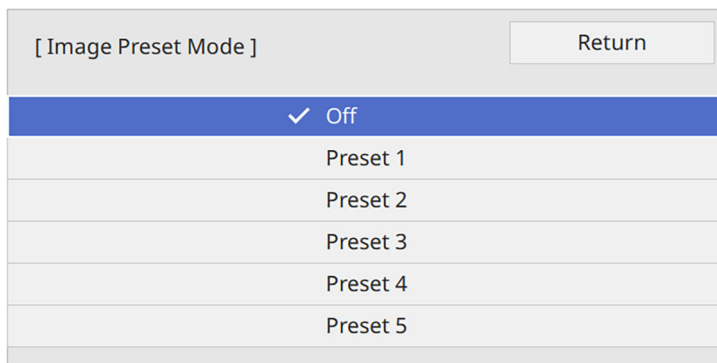 [ Image Preset Mode ]
Return
Off
Preset 1
Preset 2
Preset 3
Preset 4
Preset 5